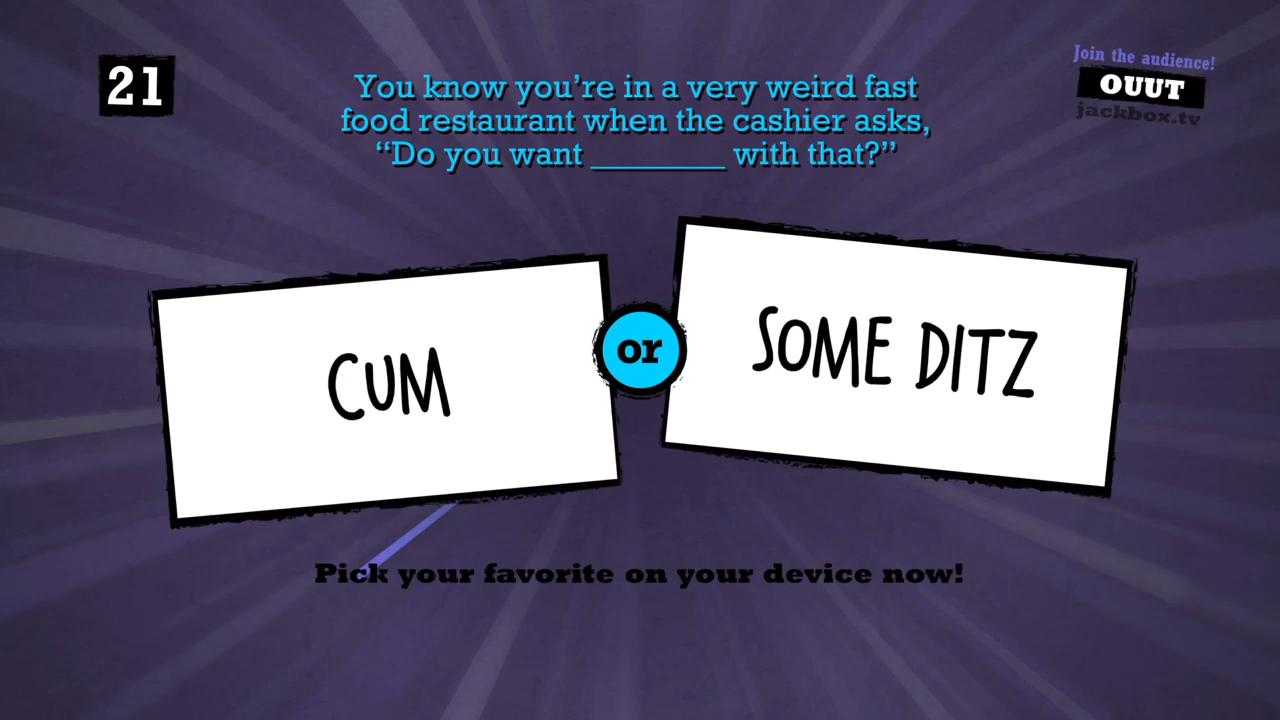 21
You know you're in a very weird fast
food restaurant when the cashier asks,
“Do you want ________ with that?”
Join the audience!
OUUT
jackbox.tv
CUM
or
SOME DITZ
Pick your favorite on your device now!